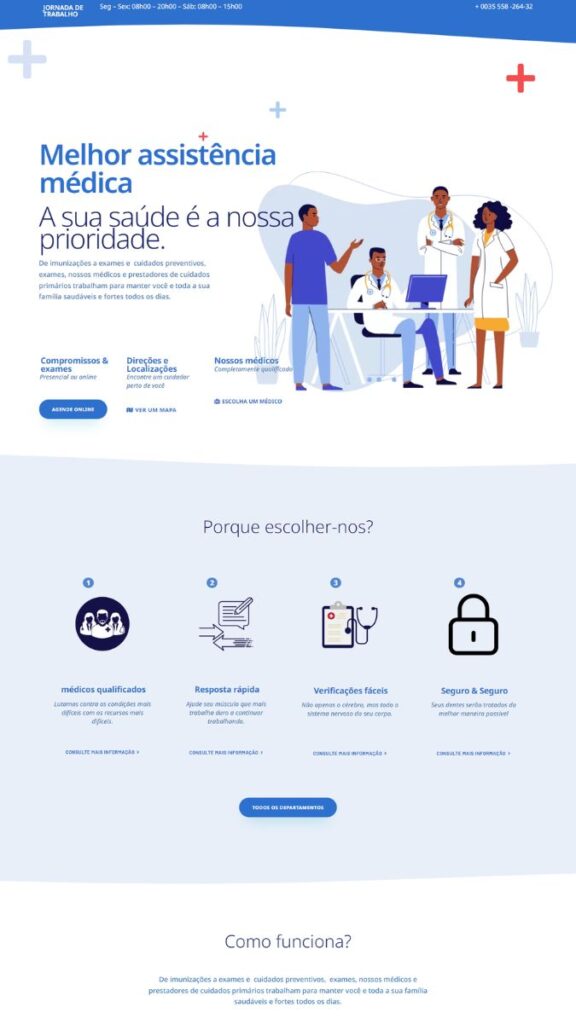 JORNADA DE
TRABALHO
Seg – Sex: 08h00 – 20h00 – Sáb: 08h00 – 15h00
+ 0035 558 -264-32
Melhor assistência
médica
A sua saúde é a nossa
prioridade.
De imunizações a exames e cuidados preventivos,
exames, nossos médicos e prestadores de cuidados
primários trabalham para manter você e toda a sua
família saudáveis e fortes todos os dias.
Compromissos &
exames
Presencial ou online
AGENDE ONLINE
Direções e
Localizações
Encontre um cuidador
perto de você
VER UM MAPA
Nossos médicos
Completamente qualificado
ESCOLHA UM MÉDICO
Porque escolher-nos?
1
médicos qualificados
Lutamos contra as condições mais
difíceis com os recursos mais
difíceis.
CONSULTE MAIS INFORMAÇÃO >
2
Resposta rápida
Ajude seu músculo que mais
trabalha duro a continuar
trabalhando.
CONSULTE MAIS INFORMAÇÃO >
3
Verificações fáceis
Não apenas o cérebro, mas todo o
sistema nervoso do seu corpo.
CONSULTE MAIS INFORMAÇÃO >
4
Seguro & Seguro
Seus dentes serão tratados da
melhor maneira possível
CONSULTE MAIS INFORMAÇÃO >
TODOS OS DEPARTAMENTOS
Como funciona?
De imunizações a exames e cuidados preventivos, exames, nossos médicos e
prestadores de cuidados primários trabalham para manter você e toda a sua família
saudáveis e fortes todos os dias.